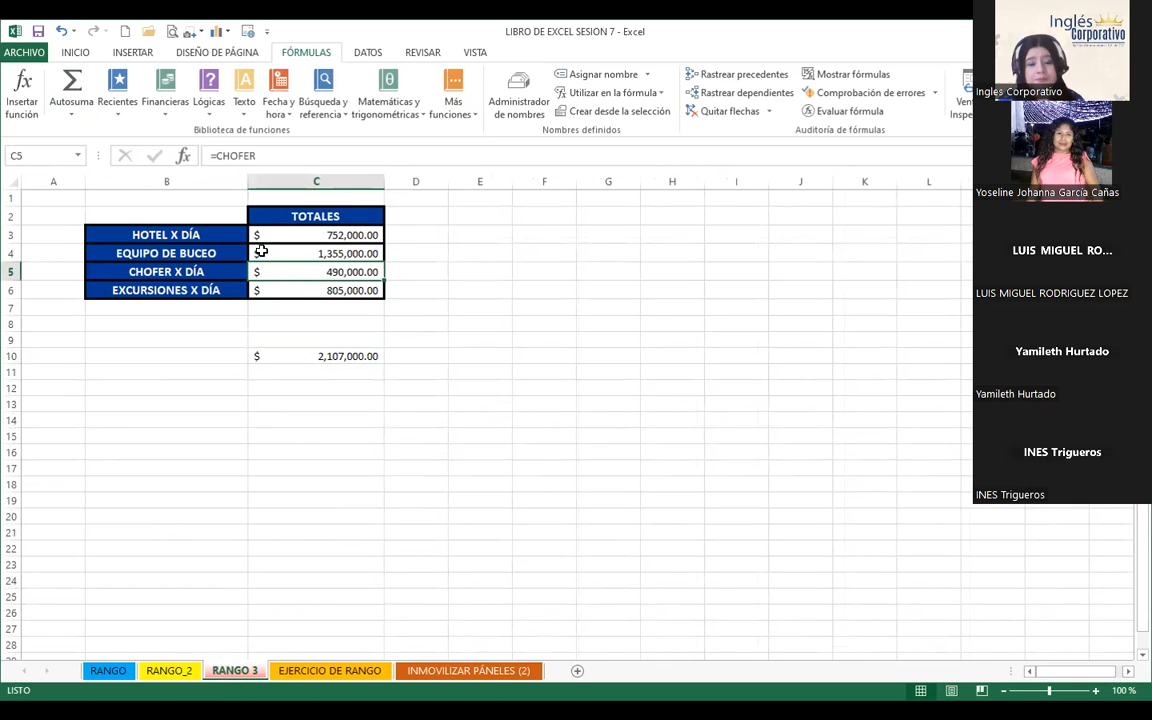 LIBRO DE EXCEL SESION 7 - Excel
ARCHIVO INICIO INSERTAR DISEÑO DE PÁGINA FÓRMULAS DATOS REVISAR VISTA
Insertar función
Autosuma
Recientes
Financieras
Lógicas
Texto
Fecha y hora
Búsqueda y referencia
Matemáticas y trigonométricas
Más funciones
Biblioteca de funciones
Administrador de nombres
Asignar nombre
Utilizar en la fórmula
Crear desde la selección
Nombres definidos
Rastrear precedentes
Rastrear dependientes
Quitar flechas
Mostrar fórmulas
Comprobación de errores
Evaluar fórmula
Auditoría de fórmulas
C5 fx =CHOFER
A B C D E F G H I J K L
1
2 TOTALES
3 HOTEL X DÍA $ 752,000.00
4 EQUIPO DE BUCEO 1,355,000.00
5 CHOFER X DÍA $ 490,000.00
6 EXCURSIONES X DÍA $ 805,000.00
7
8
9
10 $ 2,107,000.00
11
12
13
14
15
16
17
18
19
20
21
22
23
24
25
26
27
28
RANGO RANGO_2 RANGO 3 EJERCICIO DE RANGO INMOVILIZAR PÁNELES (2)
LISTO 100 %
Inglés Corporativo
Ingles Corporativo
Yoseline Johanna García Cañas
LUIS MIGUEL RO...
LUIS MIGUEL RODRIGUEZ LOPEZ
Yamileth Hurtado
Yamileth Hurtado
INES Trigueros
INES Trigueros